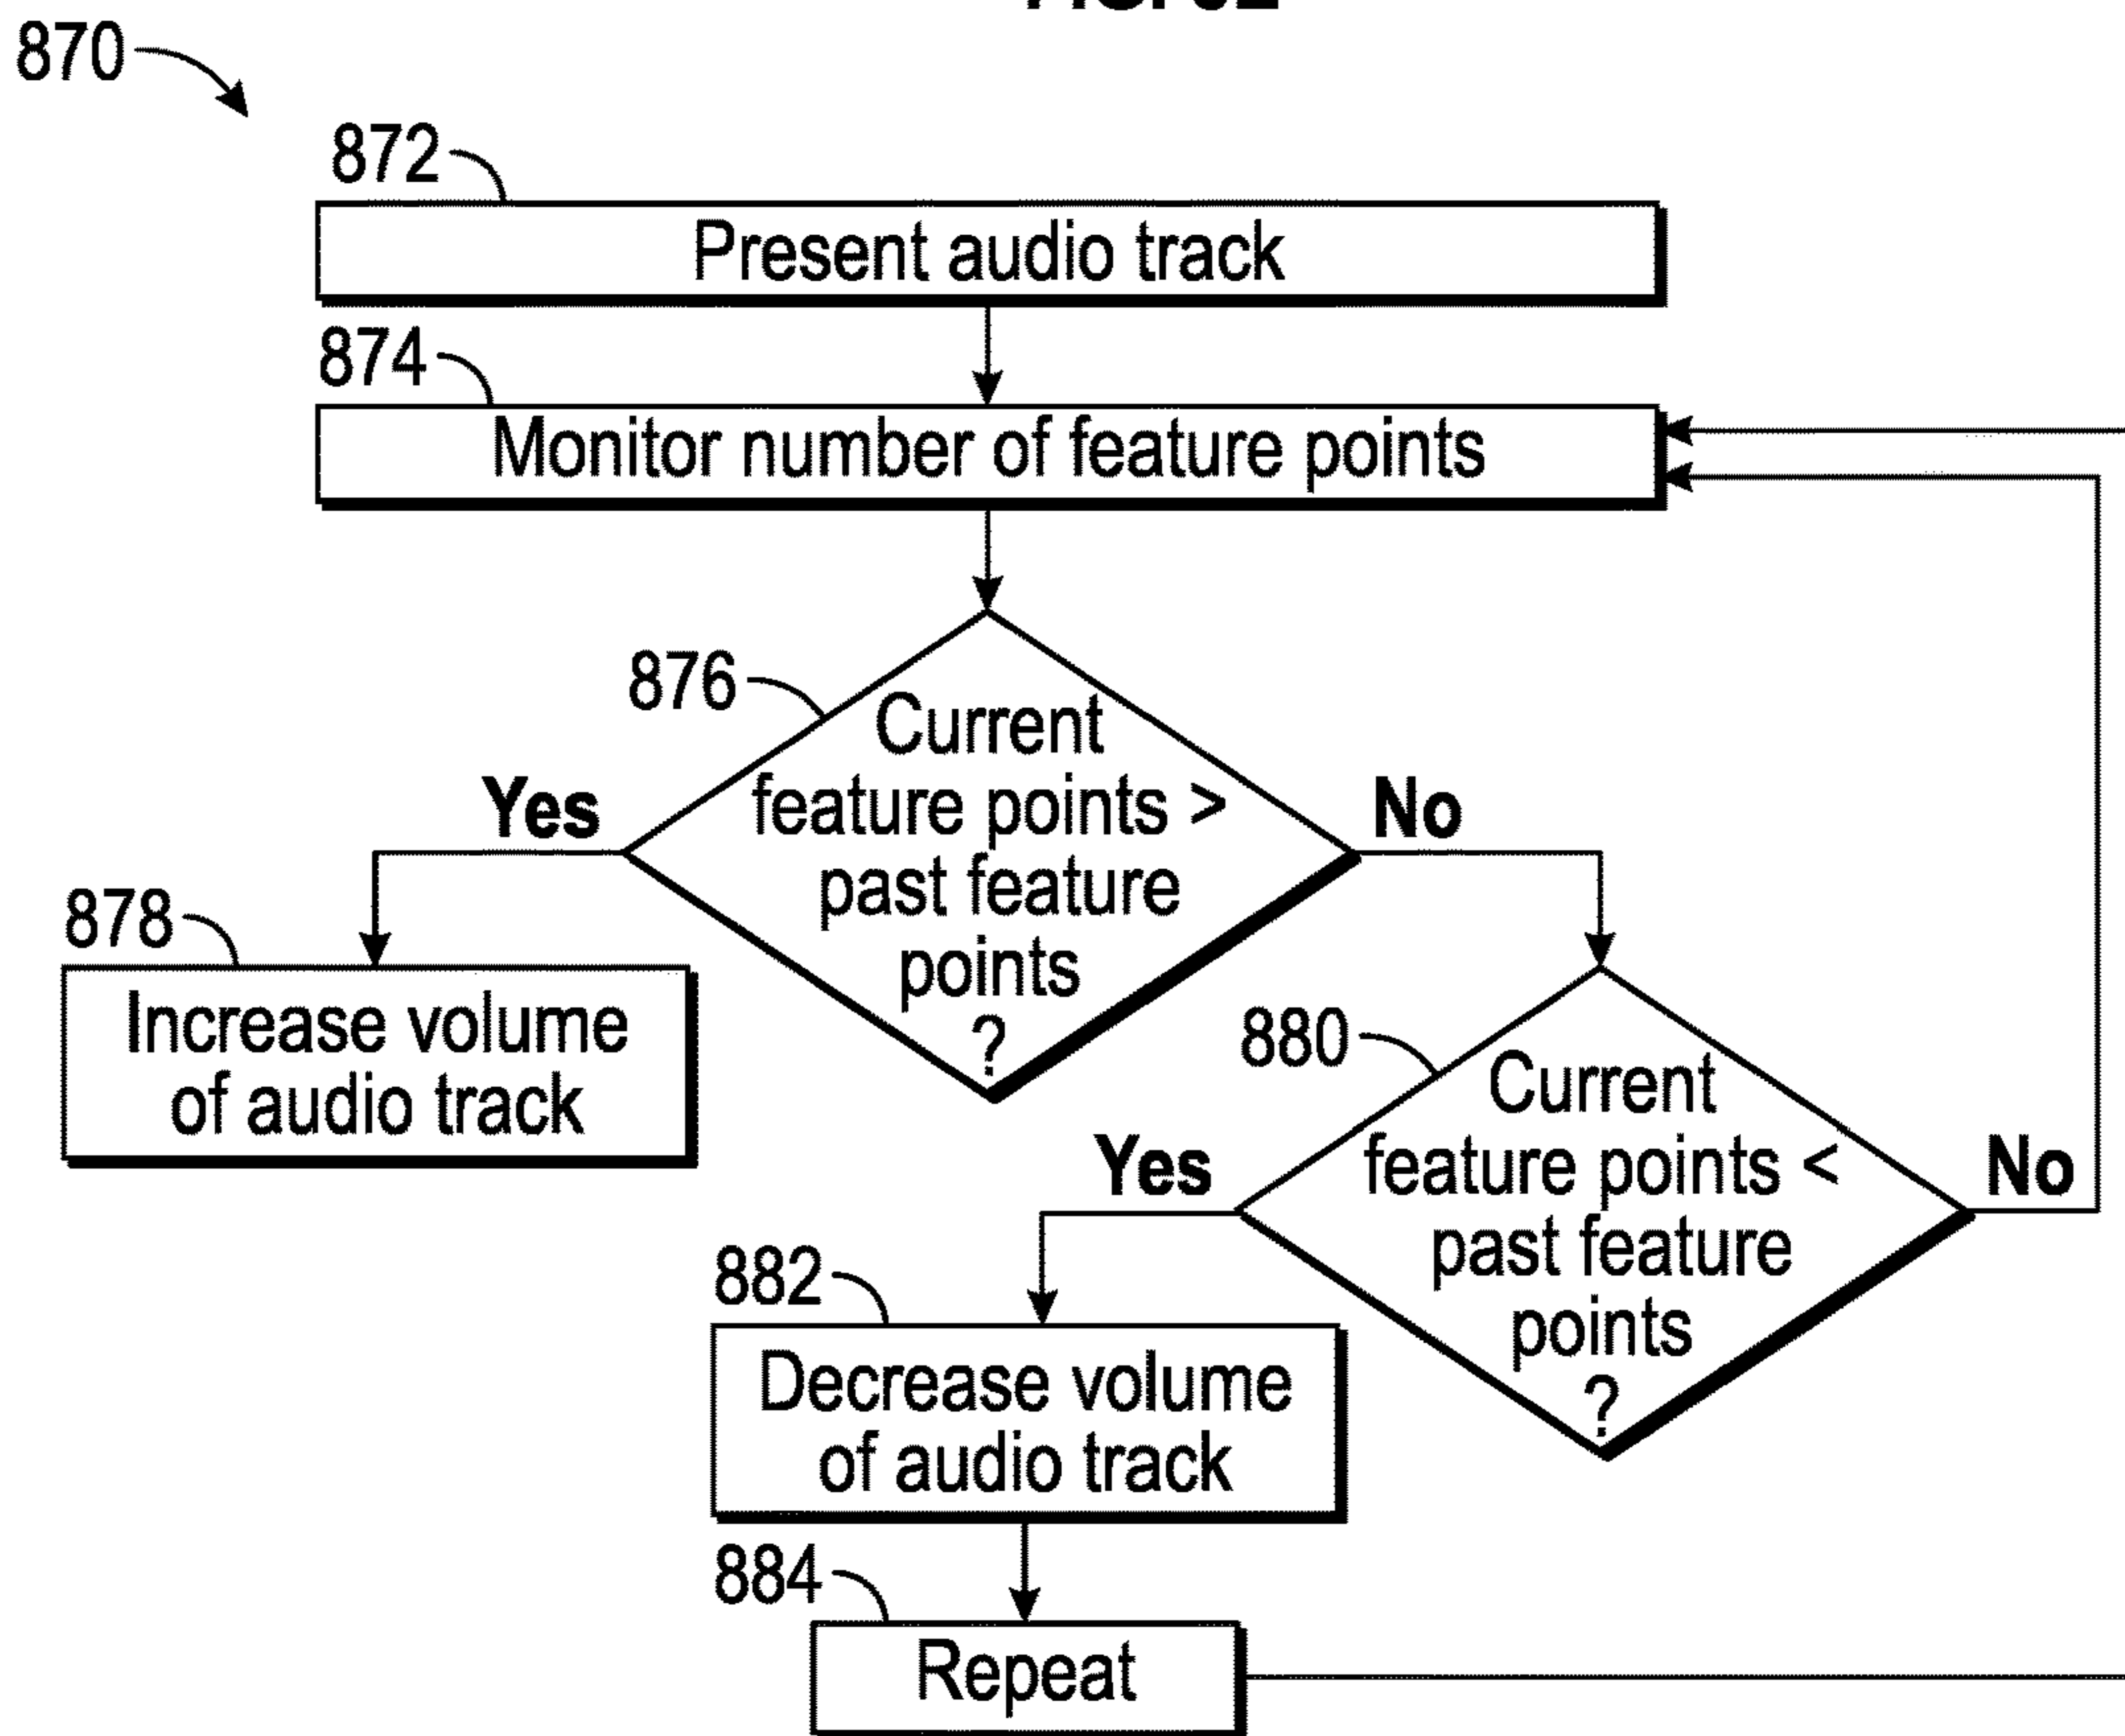 870
872
Present audio track
874
Monitor number of feature points
876
Current
feature points >
past feature
points
?
Yes
No
878
Increase volume
of audio track
880
Current
feature points <
past feature
points
?
Yes
No
882
Decrease volume
of audio track
884
Repeat